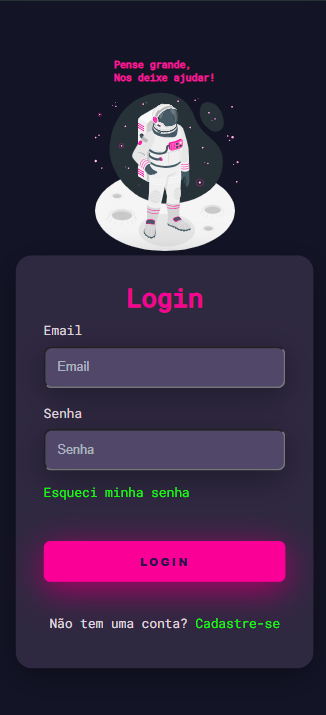 Pense grande,
Nos deixe ajudar!
Login
Email
Email
Senha
Senha
Esqueci minha senha
LOGIN
Não tem uma conta? Cadastre-se